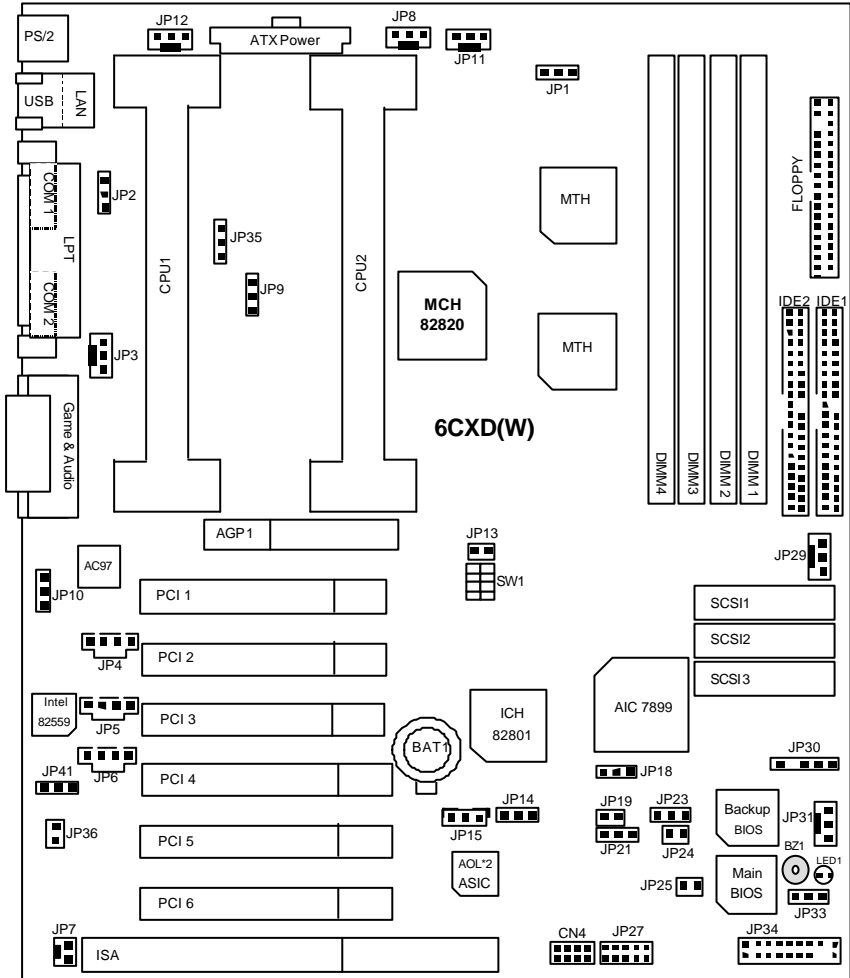 JP12
JP8
PS/2
ATX Power
JP11
JP1
USB
LAN
COM 1
LPT
COM 2
JP2
JP35
JP9
CPU1
CPU2
MTH
FLOPPY
MCH
82820
IDE2
IDE1
MTH
JP3
Game & Audio
6CXD(W)
DIMM4
DIMM3
DIMM 2
DIMM 1
AGP1
JP13
JP29
AC97
SW1
JP10
PCI 1
SCSI1
JP4
PCI 2
SCSI2
SCSI3
Intel
82559
JP5
PCI 3
ICH
82801
AIC 7899
BAT1
JP6
JP41
PCI 4
JP18
JP30
JP36
JP15
JP14
JP19
JP23
Backup
BIOS
JP31
PCI 5
JP21
JP24
BZ1
LED1
AOL*2
ASIC
Main
BIOS
JP25
PCI 6
JP33
JP7
ISA
CN4
JP27
JP34